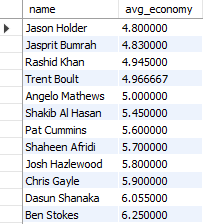 name avg_economy
Jason Holder 4.800000
Jasprit Bumrah 4.830000
Rashid Khan 4.945000
Trent Boult 4.966667
Angelo Mathews 5.000000
Shakib Al Hasan 5.450000
Pat Cummins 5.600000
Shaheen Afridi 5.700000
Josh Hazlewood 5.800000
Chris Gayle 5.900000
Dasun Shanaka 6.055000
Ben Stokes 6.250000